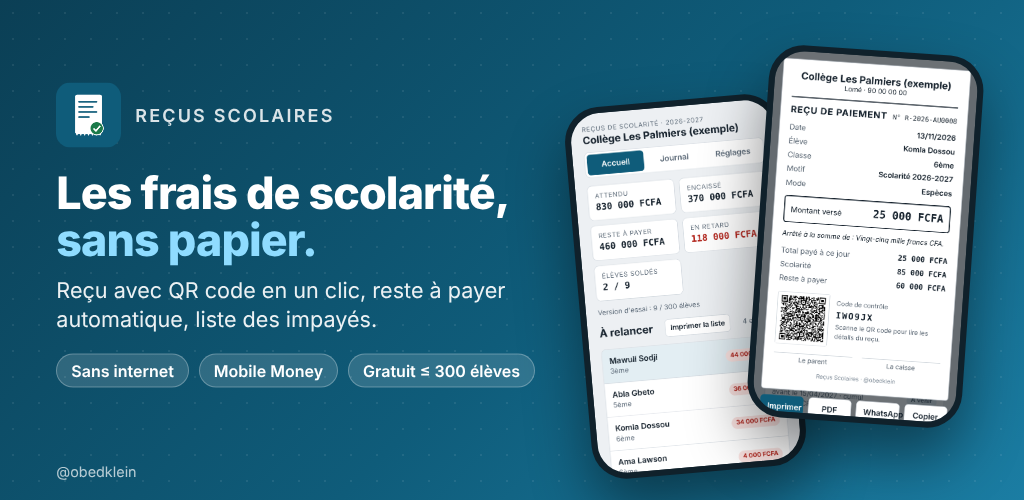 REÇUS SCOLAIRES
Les frais de scolarité,
sans papier.
Reçu avec QR code en un clic, reste à payer
automatique, liste des impayés.
Sans internet
Mobile Money
Gratuit ≤ 300 élèves
@obedklein
REÇUS DE SCOLARITÉ · 2026-2027
Collège Les Palmiers (exemple)
Accueil
Journal
Réglages
ATTENDU
830 000 FCFA
ENCAISSÉ
370 000 FCFA
RESTE À PAYER
460 000 FCFA
EN RETARD
118 000 FCFA
ÉLÈVES SOLDÉS
2 / 9
Version d'essai : 9 / 300 élèves
À relancer
Imprimer la liste
Mawuli Sodji
3ème
44 00
Abla Gbeto
5ème
Komla Dossou
34 000 FCFA
6ème
Ama Lawson
4 000 FCFA
Collège Les Palmiers (exemple)
Lomé · 90 00 00 00
REÇU DE PAIEMENT
N° R-2026-AU0008
Date
13/11/2026
Élève
Komla Dossou
Classe
6ème
Motif
Scolarité 2026-2027
Mode
Espèces
Montant versé
25 000 FCFA
Arrêté à la somme de : Vingt-cinq mille francs CFA.
Total payé à ce jour
25 000 FCFA
Scolarité
85 000 FCFA
Reste à payer
60 000 FCFA
Code de contrôle
IWO9JX
Scanne le QR code pour lire les
détails du reçu.
Le parent
La caisse
Reçus Scolaires · @obedklein
Imprimer
PDF
WhatsApp
Copier